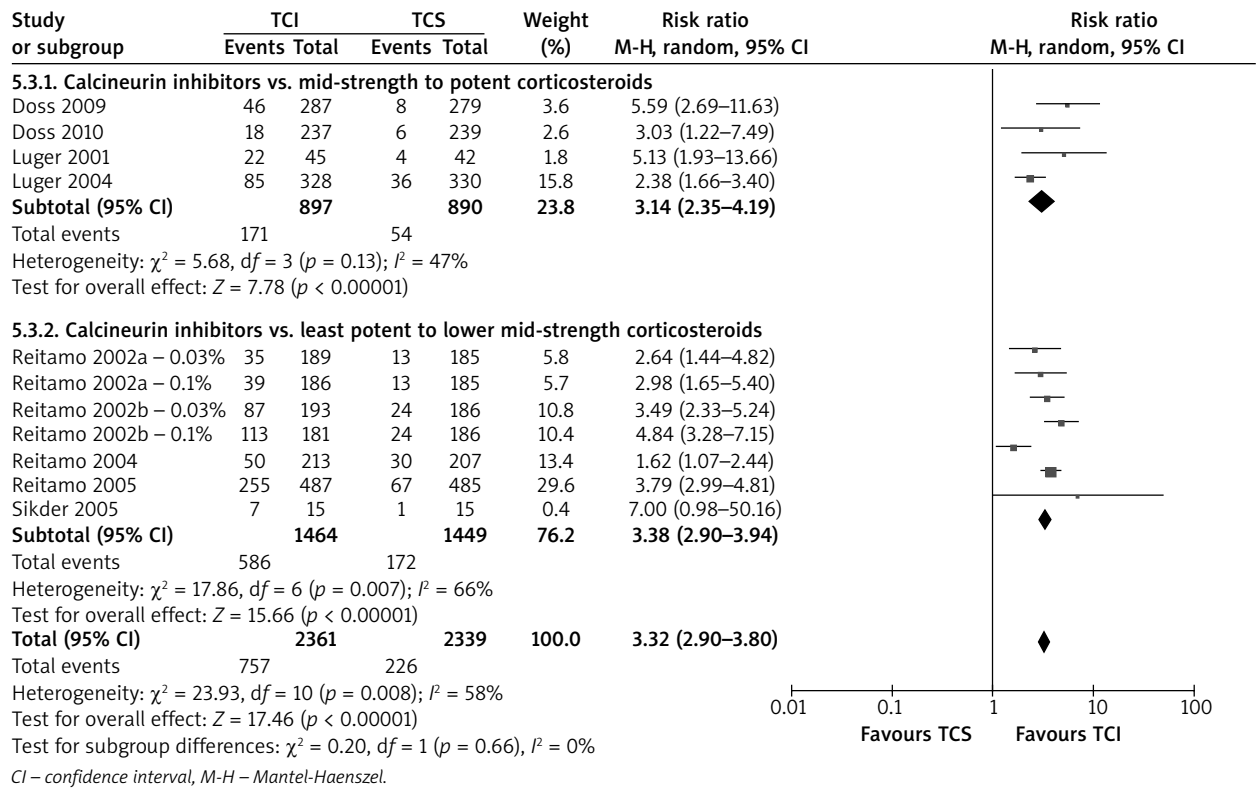 Study TCI TCS Weight Risk ratio Risk ratio
or subgroup Events Total Events Total (%) M-H, random, 95% CI M-H, random, 95% CI
5.3.1. Calcineurin inhibitors vs. mid-strength to potent corticosteroids
Doss 2009 46 287 8 279 3.6 5.59 (2.69–11.63)
Doss 2010 18 237 6 239 2.6 3.03 (1.22–7.49)
Luger 2001 22 45 4 42 1.8 5.13 (1.93–13.66)
Luger 2004 85 328 36 330 15.8 2.38 (1.66–3.40)
Subtotal (95% CI) 897 890 23.8 3.14 (2.35–4.19)
Total events 171 54
Heterogeneity: χ² = 5.68, df = 3 (p = 0.13); I² = 47%
Test for overall effect: Z = 7.78 (p < 0.00001)
5.3.2. Calcineurin inhibitors vs. least potent to lower mid-strength corticosteroids
Reitamo 2002a – 0.03% 35 189 13 185 5.8 2.64 (1.44–4.82)
Reitamo 2002a – 0.1% 39 186 13 185 5.7 2.98 (1.65–5.40)
Reitamo 2002b – 0.03% 87 193 24 186 10.8 3.49 (2.33–5.24)
Reitamo 2002b – 0.1% 113 181 24 186 10.4 4.84 (3.28–7.15)
Reitamo 2004 50 213 30 207 13.4 1.62 (1.07–2.44)
Reitamo 2005 255 487 67 485 29.6 3.79 (2.99–4.81)
Sikder 2005 7 15 1 15 0.4 7.00 (0.98–50.16)
Subtotal (95% CI) 1464 1449 76.2 3.38 (2.90–3.94)
Total events 586 172
Heterogeneity: χ² = 17.86, df = 6 (p = 0.007); I² = 66%
Test for overall effect: Z = 15.66 (p < 0.00001)
Total (95% CI) 2361 2339 100.0 3.32 (2.90–3.80)
Total events 757 226
Heterogeneity: χ² = 23.93, df = 10 (p = 0.008); I² = 58%
Test for overall effect: Z = 17.46 (p < 0.00001)
Test for subgroup differences: χ² = 0.20, df = 1 (p = 0.66), I² = 0%
0.01 0.1 1 10 100
Favours TCS Favours TCI
CI – confidence interval, M-H – Mantel-Haenszel.